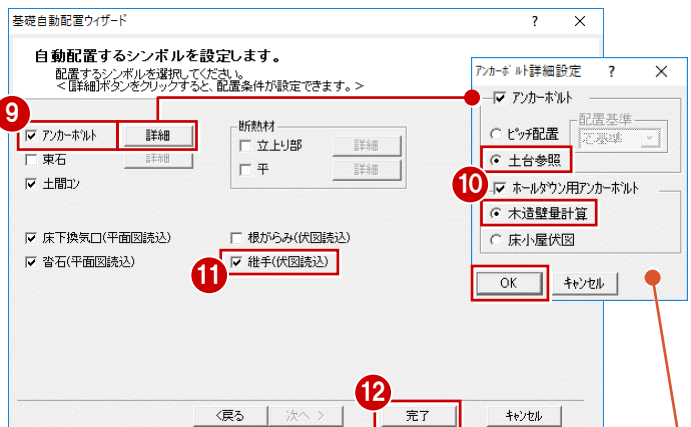 基礎自動配置ウィザード ? ×
自動配置するシンボルを設定します。
配置するシンボルを選択してください。
<[詳細]ボタンをクリックすると、配置条件が設定できます。>
9
アンカーボルト 詳細
束石 詳細
土間コン
断熱材
立上り部 詳細
平 詳細
床下換気口(平面図読込)
沓石(平面図読込)
根がらみ(伏図読込)
11
継手(伏図読込)
12
<戻る 次へ > 完了 キャンセル
アンカーボルト詳細設定 ? ×
アンカーボルト
ピッチ配置
配置基準
芯基準
土台参照
10
ホールダウン用アンカーボルト
木造壁量計算
床小屋伏図
OK キャンセル